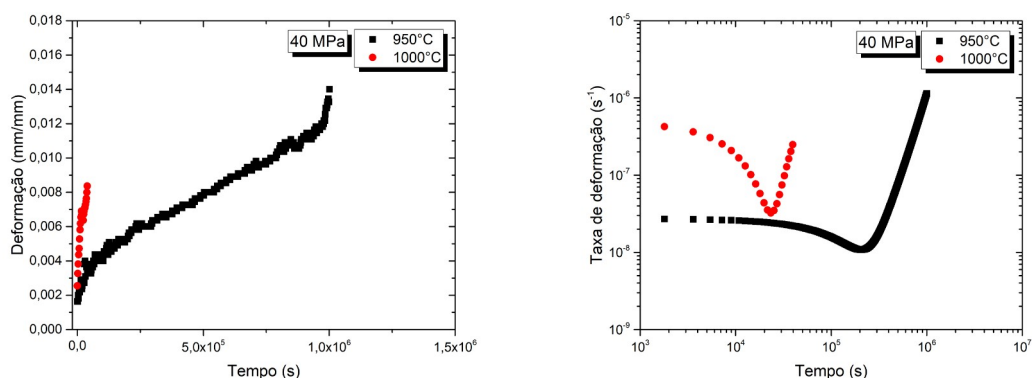 0,018
0,016
0,014
0,012
0,010
0,008
0,006
0,004
0,002
0,000
Deformação (mm/mm)
40 MPa
950°C
1000°C
0,0
5,0x10⁵
1,0x10⁶
1,5x10⁶
Tempo (s)
10⁻⁵
10⁻⁶
10⁻⁷
10⁻⁸
10⁻⁹
Taxa de deformação (s⁻¹)
40 MPa
950°C
1000°C
10³
10⁴
10⁵
10⁶
10⁷
Tempo (s)